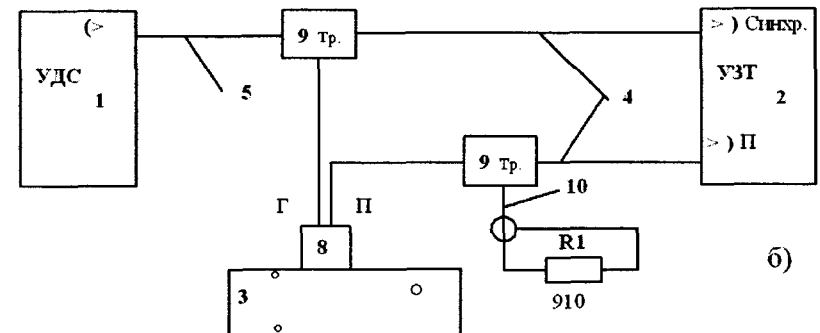 (>
УДС
1
5
9 Тр.
4
> ) Синхр.
УЗТ
2
> ) П
9 Тр.
10
Г П
8
R1
910
3
б)